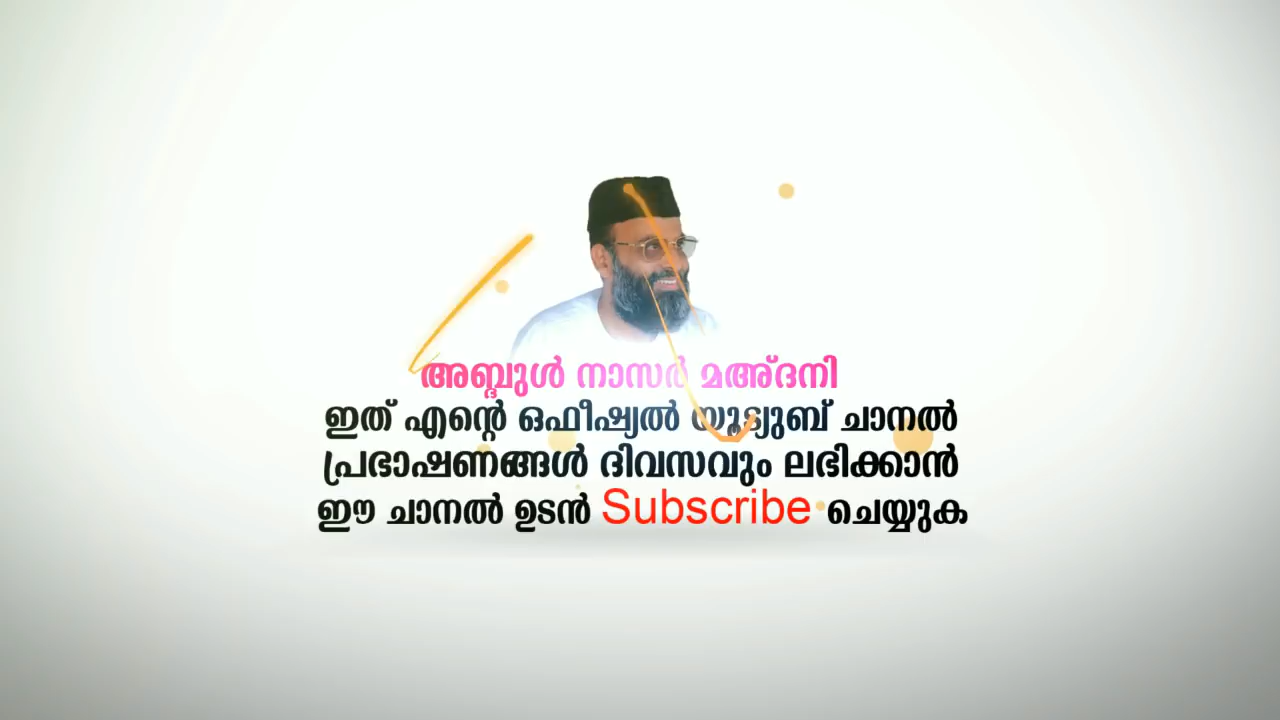 അബ്ദുൾ നാസർ മഅ്ദനി
ഇത് എന്റെ ഒഫീഷ്യൽ യൂട്യുബ് ചാനൽ
പ്രഭാഷണങ്ങൾ ദിവസവും ലഭിക്കാൻ
ഈ ചാനൽ ഉടൻ Subscribe ചെയ്യുക